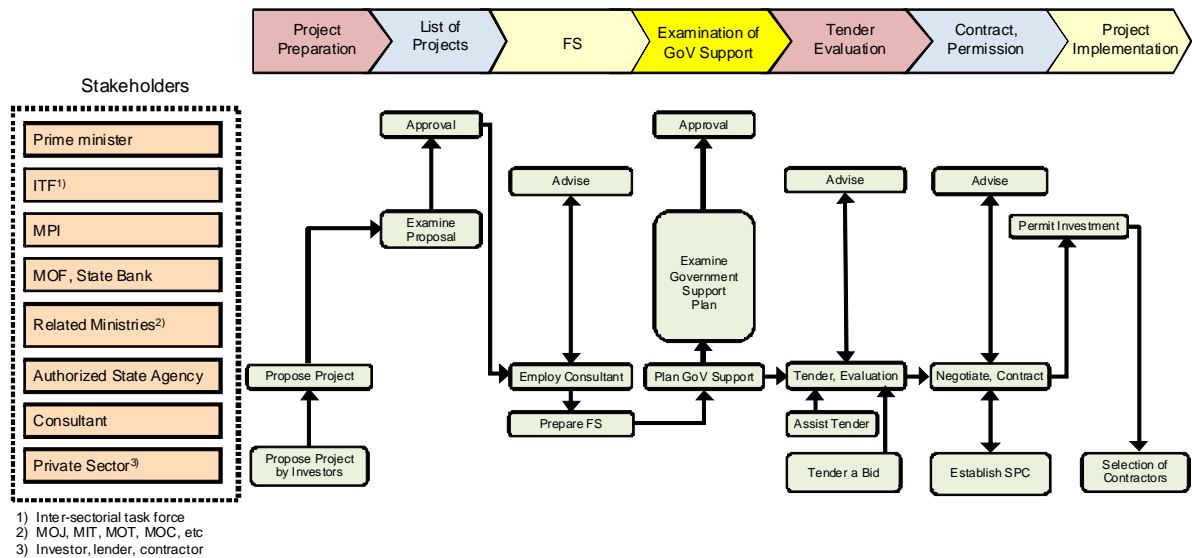 Project
Preparation
List of
Projects
FS
Examination of
GoV Support
Tender
Evaluation
Contract,
Permission
Project
Implementation
Stakeholders
Prime minister
ITF1)
MPI
MOF, State Bank
Related Ministries2)
Authorized State Agency
Consultant
Private Sector3)
Approval
Approval
Advise
Advise
Advise
Examine
Proposal
Permit Investment
Examine
Government
Support
Plan
Propose Project
Employ Consultant
Plan GoV Support
Tender, Evaluation
Negotiate, Contract
Prepare FS
Assist Tender
Propose Project
by Investors
Tender a Bid
Establish SPC
Selection of
Contractors
1) Inter-sectorial task force
2) MOJ, MIT, MOT, MOC, etc
3) Investor, lender, contractor